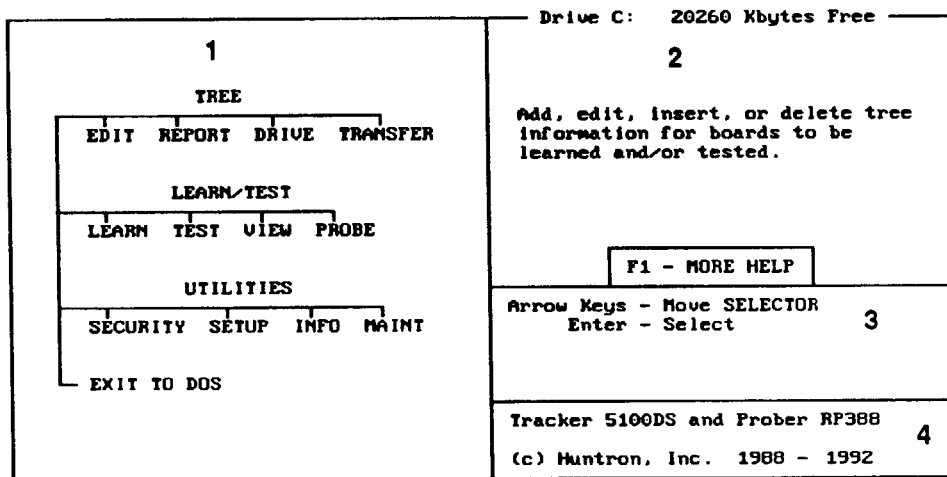 Drive C: 20260 Kbytes Free
1
TREE
EDIT REPORT DRIVE TRANSFER
LEARN/TEST
LEARN TEST VIEW PROBE
UTILITIES
SECURITY SETUP INFO MAINT
EXIT TO DOS
2
Add, edit, insert, or delete tree
information for boards to be
learned and/or tested.
F1 - MORE HELP
Arrow Keys - Move SELECTOR
Enter - Select
3
Tracker 5100DS and Prober RP388
4
(c) Huntron, Inc. 1988 - 1992